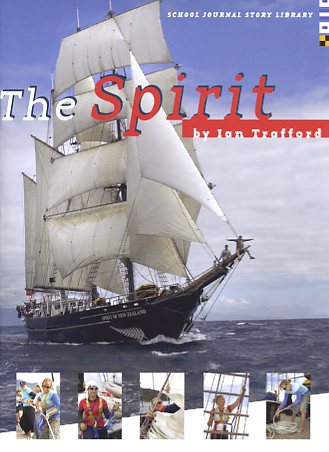 SCHOOL JOURNAL STORY LIBRARY
The Spirit
by Ian Trafford
SPIRIT OF NEW ZEALAND